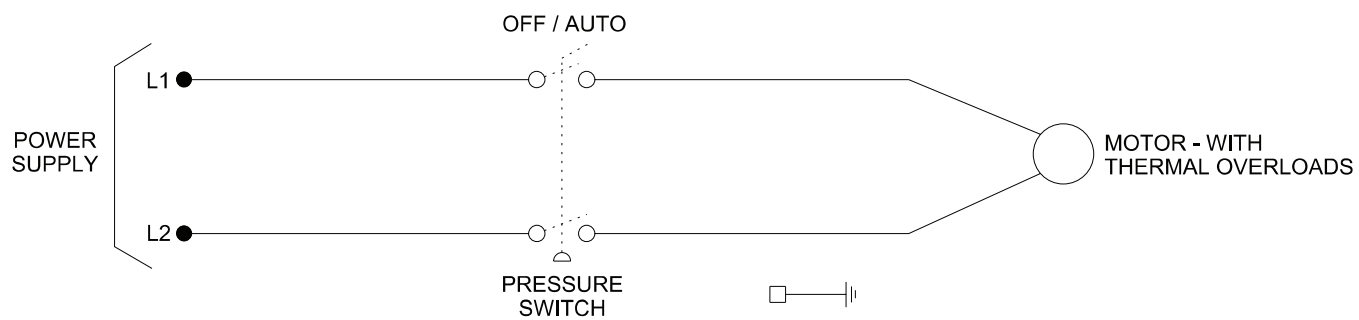 OFF / AUTO
L1
POWER
SUPPLY
MOTOR - WITH
THERMAL OVERLOADS
L2
PRESSURE
SWITCH